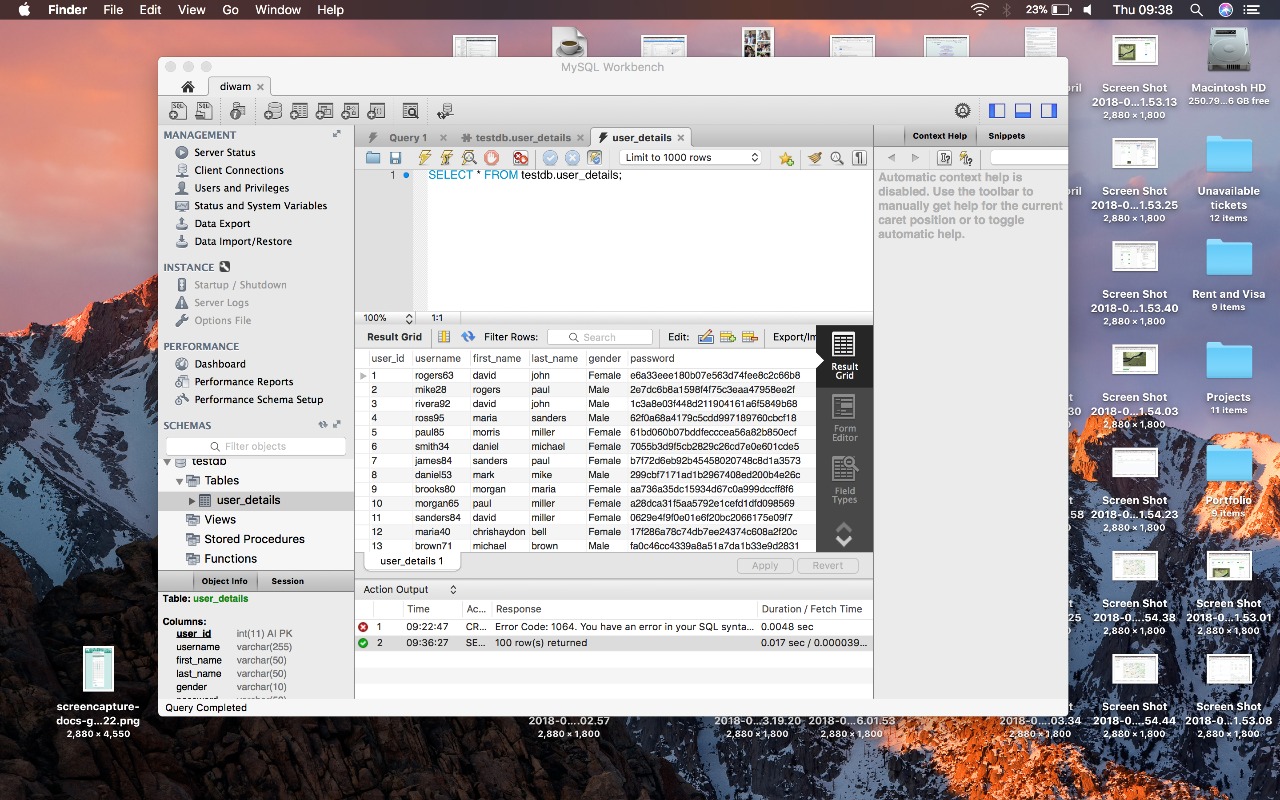 Finder File Edit View Go Window Help
23% Thu 09:38
MySQL Workbench
diwam
MANAGEMENT
Server Status
Client Connections
Users and Privileges
Status and System Variables
Data Export
Data Import/Restore
INSTANCE
Startup / Shutdown
Server Logs
Options File
PERFORMANCE
Dashboard
Performance Reports
Performance Schema Setup
SCHEMAS
Filter objects
testdb
Tables
user_details
Views
Stored Procedures
Functions
Object Info Session
Table: user_details
Columns:
user_id int(11) AI PK
username varchar(255)
first_name varchar(50)
last_name varchar(50)
gender varchar(10)
Query Completed
Query 1 testdb.user_details user_details
Limit to 1000 rows
1 SELECT * FROM testdb.user_details;
100% 1:1
Result Grid Filter Rows: Search Edit: Export/Im
user_id username first_name last_name gender password
1 rogers63 david john Female e6a33eee180b07e563d74fee8c2c66b8
2 mike28 rogers paul Male 2e7dc6b8a1598f4f75c3eaa47958ee2f
3 rivera92 david john Male 1c3a8e03f448d211904161a6f5849b68
4 ross95 maria sanders Male 62f0a68a4179c5cdd997189760cbcf18
5 paul85 morris miller Female 61bd060b07bddfecccea56a82b850ecf
6 smith34 daniel michael Female 7055b3d9f5cb2829c26cd7e0e601cde5
7 james84 sanders paul Female b7f72d6eb92b45458020748c8d1a3573
8 daniel53 mark mike Male 299cbf7171ad1b2967408ed200b4e26c
9 brooks80 morgan maria Female aa736a35dc15934d67c0a999dccff8f6
10 morgan65 paul miller Female a28dca31f5aa5792e1cefd1dfd098569
11 sanders84 david miller Female 0629e4f9f0e01e6f20bc2066175e09f7
12 maria40 chrishaydon bell Female 17f286a78c74db7ee24374c608a2f20c
13 brown71 michael brown Male fa0c46cc4339a8a51a7da1b33e9d2831
Result
Grid
Form
Editor
Field
Types
user_details 1 Apply Revert
Action Output
Time Ac... Response Duration / Fetch Time
1 09:22:47 CR... Error Code: 1064. You have an error in your SQL synta... 0.0048 sec
2 09:36:27 SE... 100 row(s) returned 0.017 sec / 0.000039...
Context Help Snippets
Automatic context help is
disabled. Use the toolbar to
manually get help for the current
caret position or to toggle
automatic help.
Screen Shot
2018-0...1.53.13
2,880 × 1,800
Macintosh HD
250.79...6 GB free
Screen Shot
2018-0...1.53.25
2,880 × 1,800
Unavailable
tickets
12 items
Screen Shot
2018-0...1.53.40
2,880 × 1,800
Rent and Visa
9 items
Screen Shot
2018-0...1.54.03
2,880 × 1,800
Projects
11 items
Screen Shot
2018-0...1.54.23
2,880 × 1,800
Portfolio
9 items
Screen Shot
2018-0...54.38
2,880 × 1,800
Screen Shot
2018-0...1.53.01
2,880 × 1,800
Screen Shot
2018-0...54.44
2,880 × 1,800
Screen Shot
2018-0...1.53.08
2,880 × 1,800
screencapture-
docs-g...22.png
2,880 × 4,550
2018-0....02.57
2,880 × 1,800
2018-0...3.19.20
2,880 × 1,800
2018-0...6.01.53
2,880 × 1,800
2018-0...03.34
2,880 × 1,800